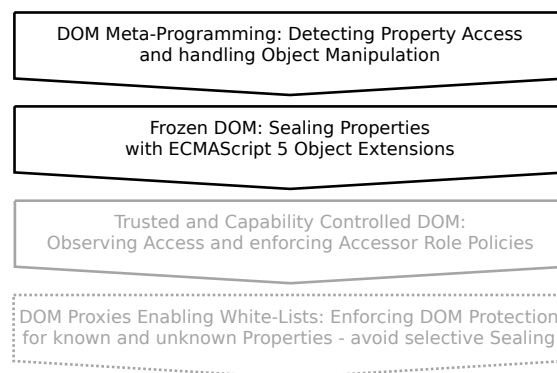 DOM Meta-Programming: Detecting Property Access
and handling Object Manipulation
Frozen DOM: Sealing Properties
with ECMAScript 5 Object Extensions
Trusted and Capability Controlled DOM:
Observing Access and enforcing Accessor Role Policies
DOM Proxies Enabling White-Lists: Enforcing DOM Protection
for known and unknown Properties - avoid selective Sealing